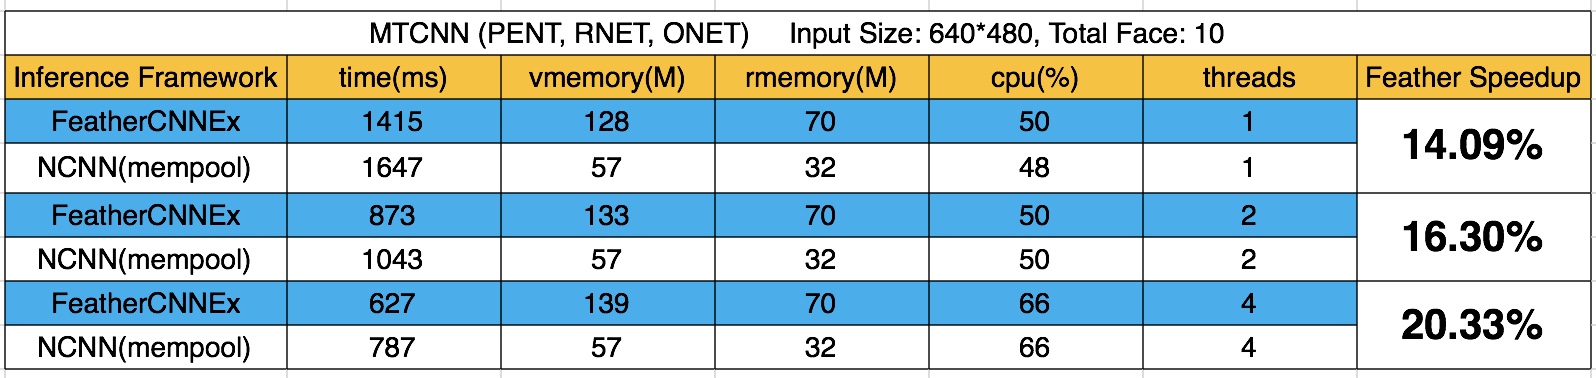 MTCNN (PENT, RNET, ONET) Input Size: 640*480, Total Face: 10
Inference Framework time(ms) vmemory(M) rmemory(M) cpu(%) threads Feather Speedup
FeatherCNNEx 1415 128 70 50 1
14.09%
NCNN(mempool) 1647 57 32 48 1
FeatherCNNEx 873 133 70 50 2
16.30%
NCNN(mempool) 1043 57 32 50 2
FeatherCNNEx 627 139 70 66 4
20.33%
NCNN(mempool) 787 57 32 66 4